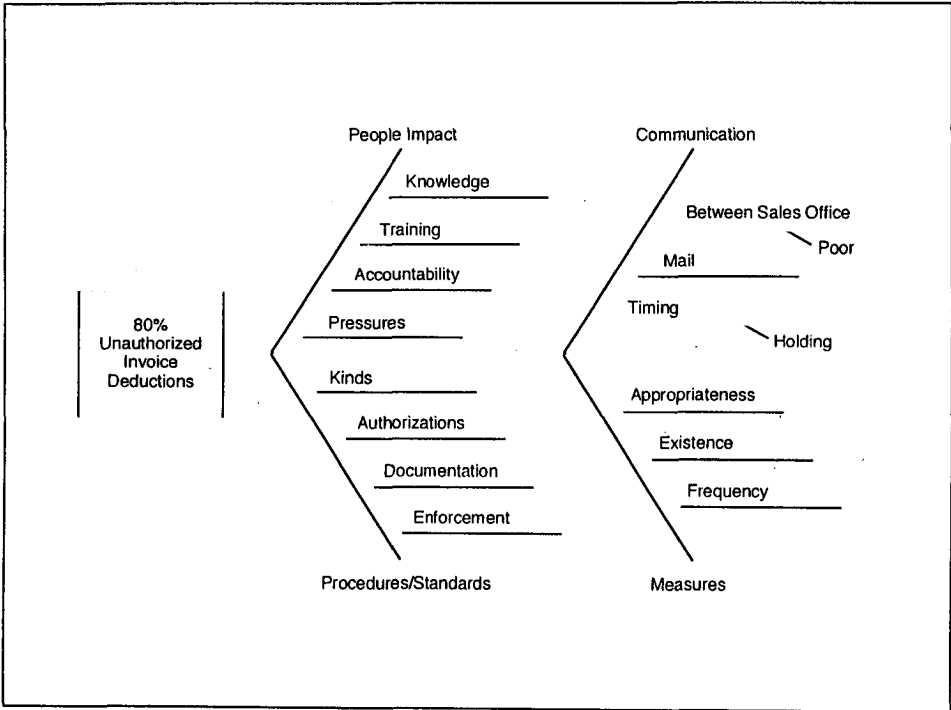 People Impact
Knowledge
Training
Accountability
Pressures
80%
Unauthorized
Invoice
Deductions
Kinds
Authorizations
Documentation
Enforcement
Procedures/Standards
Communication
Between Sales Office
Poor
Mail
Timing
Holding
Appropriateness
Existence
Frequency
Measures